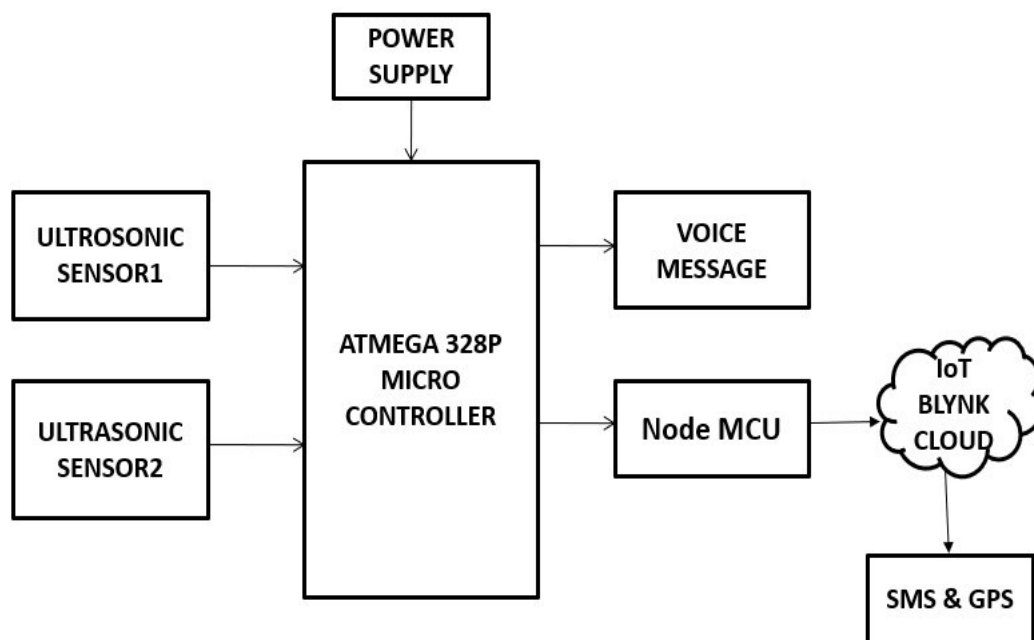 POWER
SUPPLY
ULTROSONIC
SENSOR1
VOICE
MESSAGE
ATMEGA 328P
MICRO
CONTROLLER
ULTRASONIC
SENSOR2
Node MCU
IoT
BLYNK
CLOUD
SMS & GPS